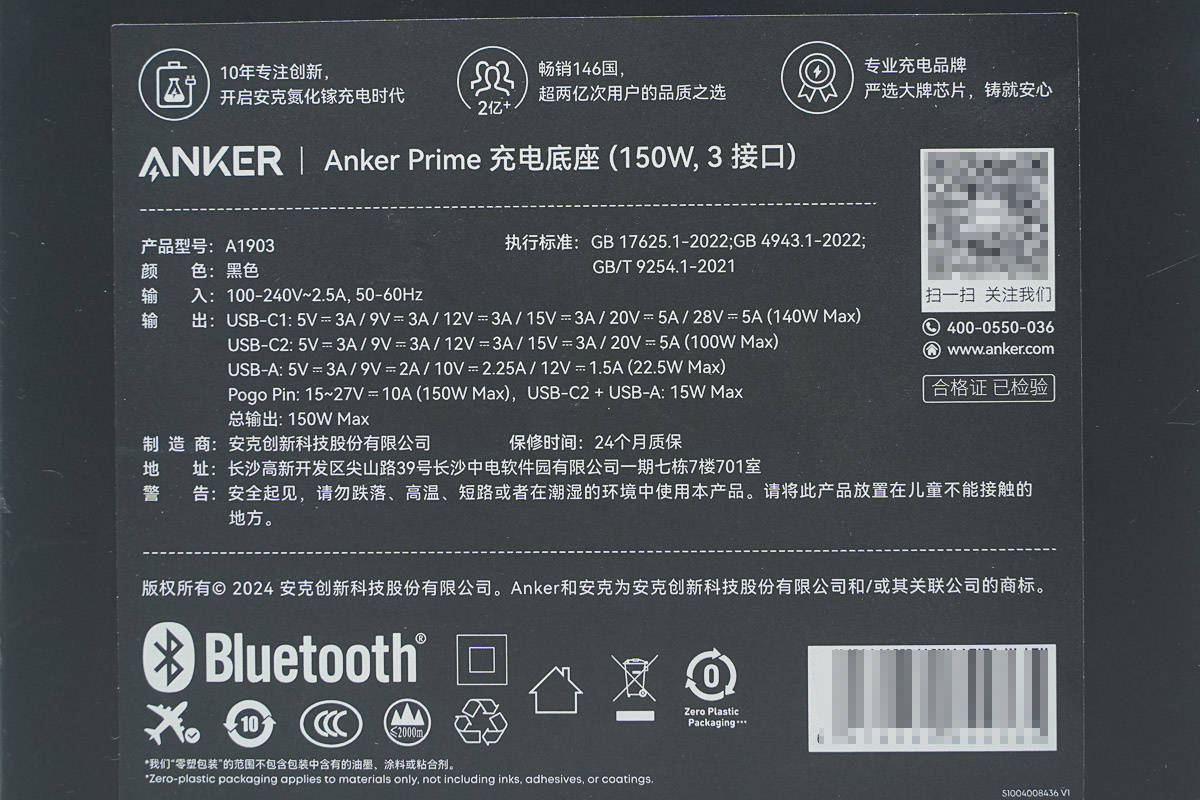 10年专注创新,
开启安克氮化镓充电时代
2亿+
畅销146国,
超两亿次用户的品质之选
专业充电品牌
严选大牌芯片，铸就安心
ANKER | Anker Prime 充电底座 (150W, 3 接口)
产品型号: A1903
执行标准: GB 17625.1-2022;GB 4943.1-2022;
GB/T 9254.1-2021
颜 色: 黑色
输 入: 100-240V~2.5A, 50-60Hz
输 出: USB-C1: 5V⎓3A / 9V⎓3A / 12V⎓3A / 15V⎓3A / 20V⎓5A / 28V⎓5A (140W Max)
USB-C2: 5V⎓3A / 9V⎓3A / 12V⎓3A / 15V⎓3A / 20V⎓5A (100W Max)
USB-A: 5V⎓3A / 9V⎓2A / 10V⎓2.25A / 12V⎓1.5A (22.5W Max)
Pogo Pin: 15~27V⎓10A (150W Max)，USB-C2 + USB-A: 15W Max
总输出: 150W Max
制 造 商: 安克创新科技股份有限公司
保修时间: 24个月质保
地 址: 长沙高新开发区尖山路39号长沙中电软件园有限公司一期七栋7楼701室
警 告: 安全起见，请勿跌落、高温、短路或者在潮湿的环境中使用本产品。请将此产品放置在儿童不能接触的
地方。
扫一扫 关注我们
400-0550-036
www.anker.com
合格证 已检验
版权所有© 2024 安克创新科技股份有限公司。Anker和安克为安克创新科技股份有限公司和/或其关联公司的商标。
Bluetooth®
0
Zero Plastic
Packaging***
10
CCC
≤2000m
*我们“零塑包装”的范围不包含包装中含有的油墨、涂料或粘合剂。
*Zero-plastic packaging applies to materials only, not including inks, adhesives, or coatings.
51004008436 V1